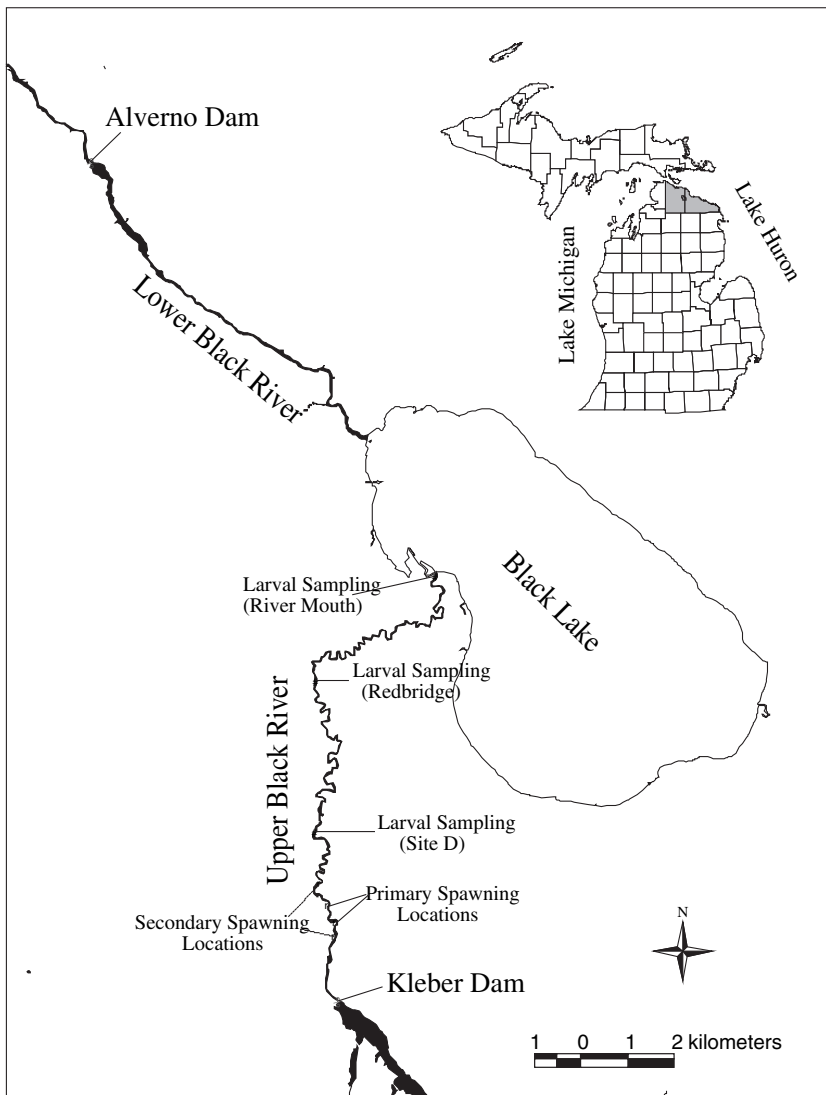 Alverno Dam
Lake Huron
Lake Michigan
Lower Black River
Black Lake
Larval Sampling
(River Mouth)
Larval Sampling
(Redbridge)
Upper Black River
Larval Sampling
(Site D)
Primary Spawning
Locations
Secondary Spawning
Locations
N
Kleber Dam
1 0 1 2 kilometers